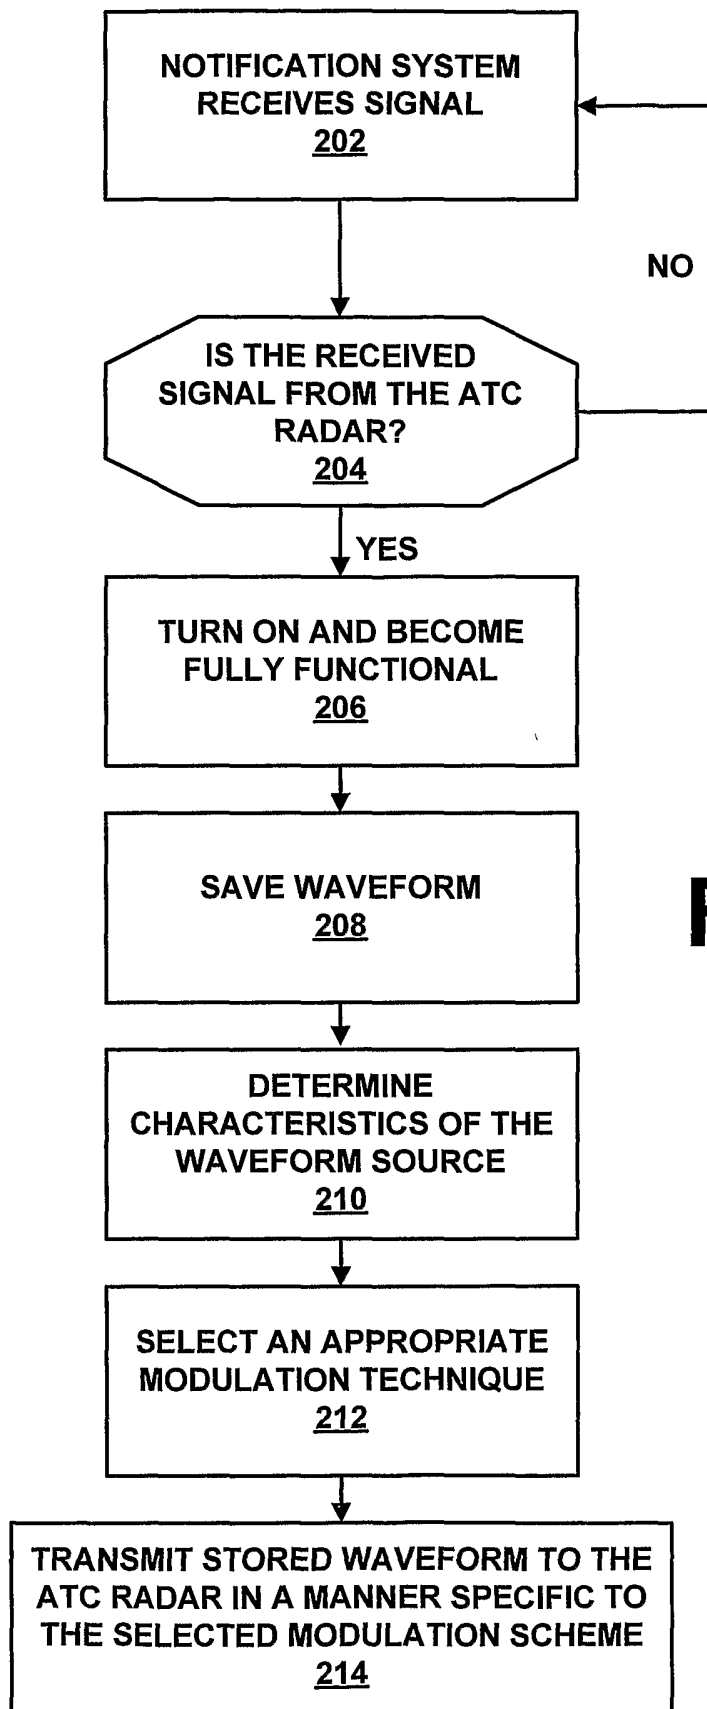 NOTIFICATION SYSTEM
RECEIVES SIGNAL
202
NO
IS THE RECEIVED
SIGNAL FROM THE ATC
RADAR?
204
YES
TURN ON AND BECOME
FULLY FUNCTIONAL
206
SAVE WAVEFORM
208
DETERMINE
CHARACTERISTICS OF THE
WAVEFORM SOURCE
210
SELECT AN APPROPRIATE
MODULATION TECHNIQUE
212
TRANSMIT STORED WAVEFORM TO THE
ATC RADAR IN A MANNER SPECIFIC TO
THE SELECTED MODULATION SCHEME
214